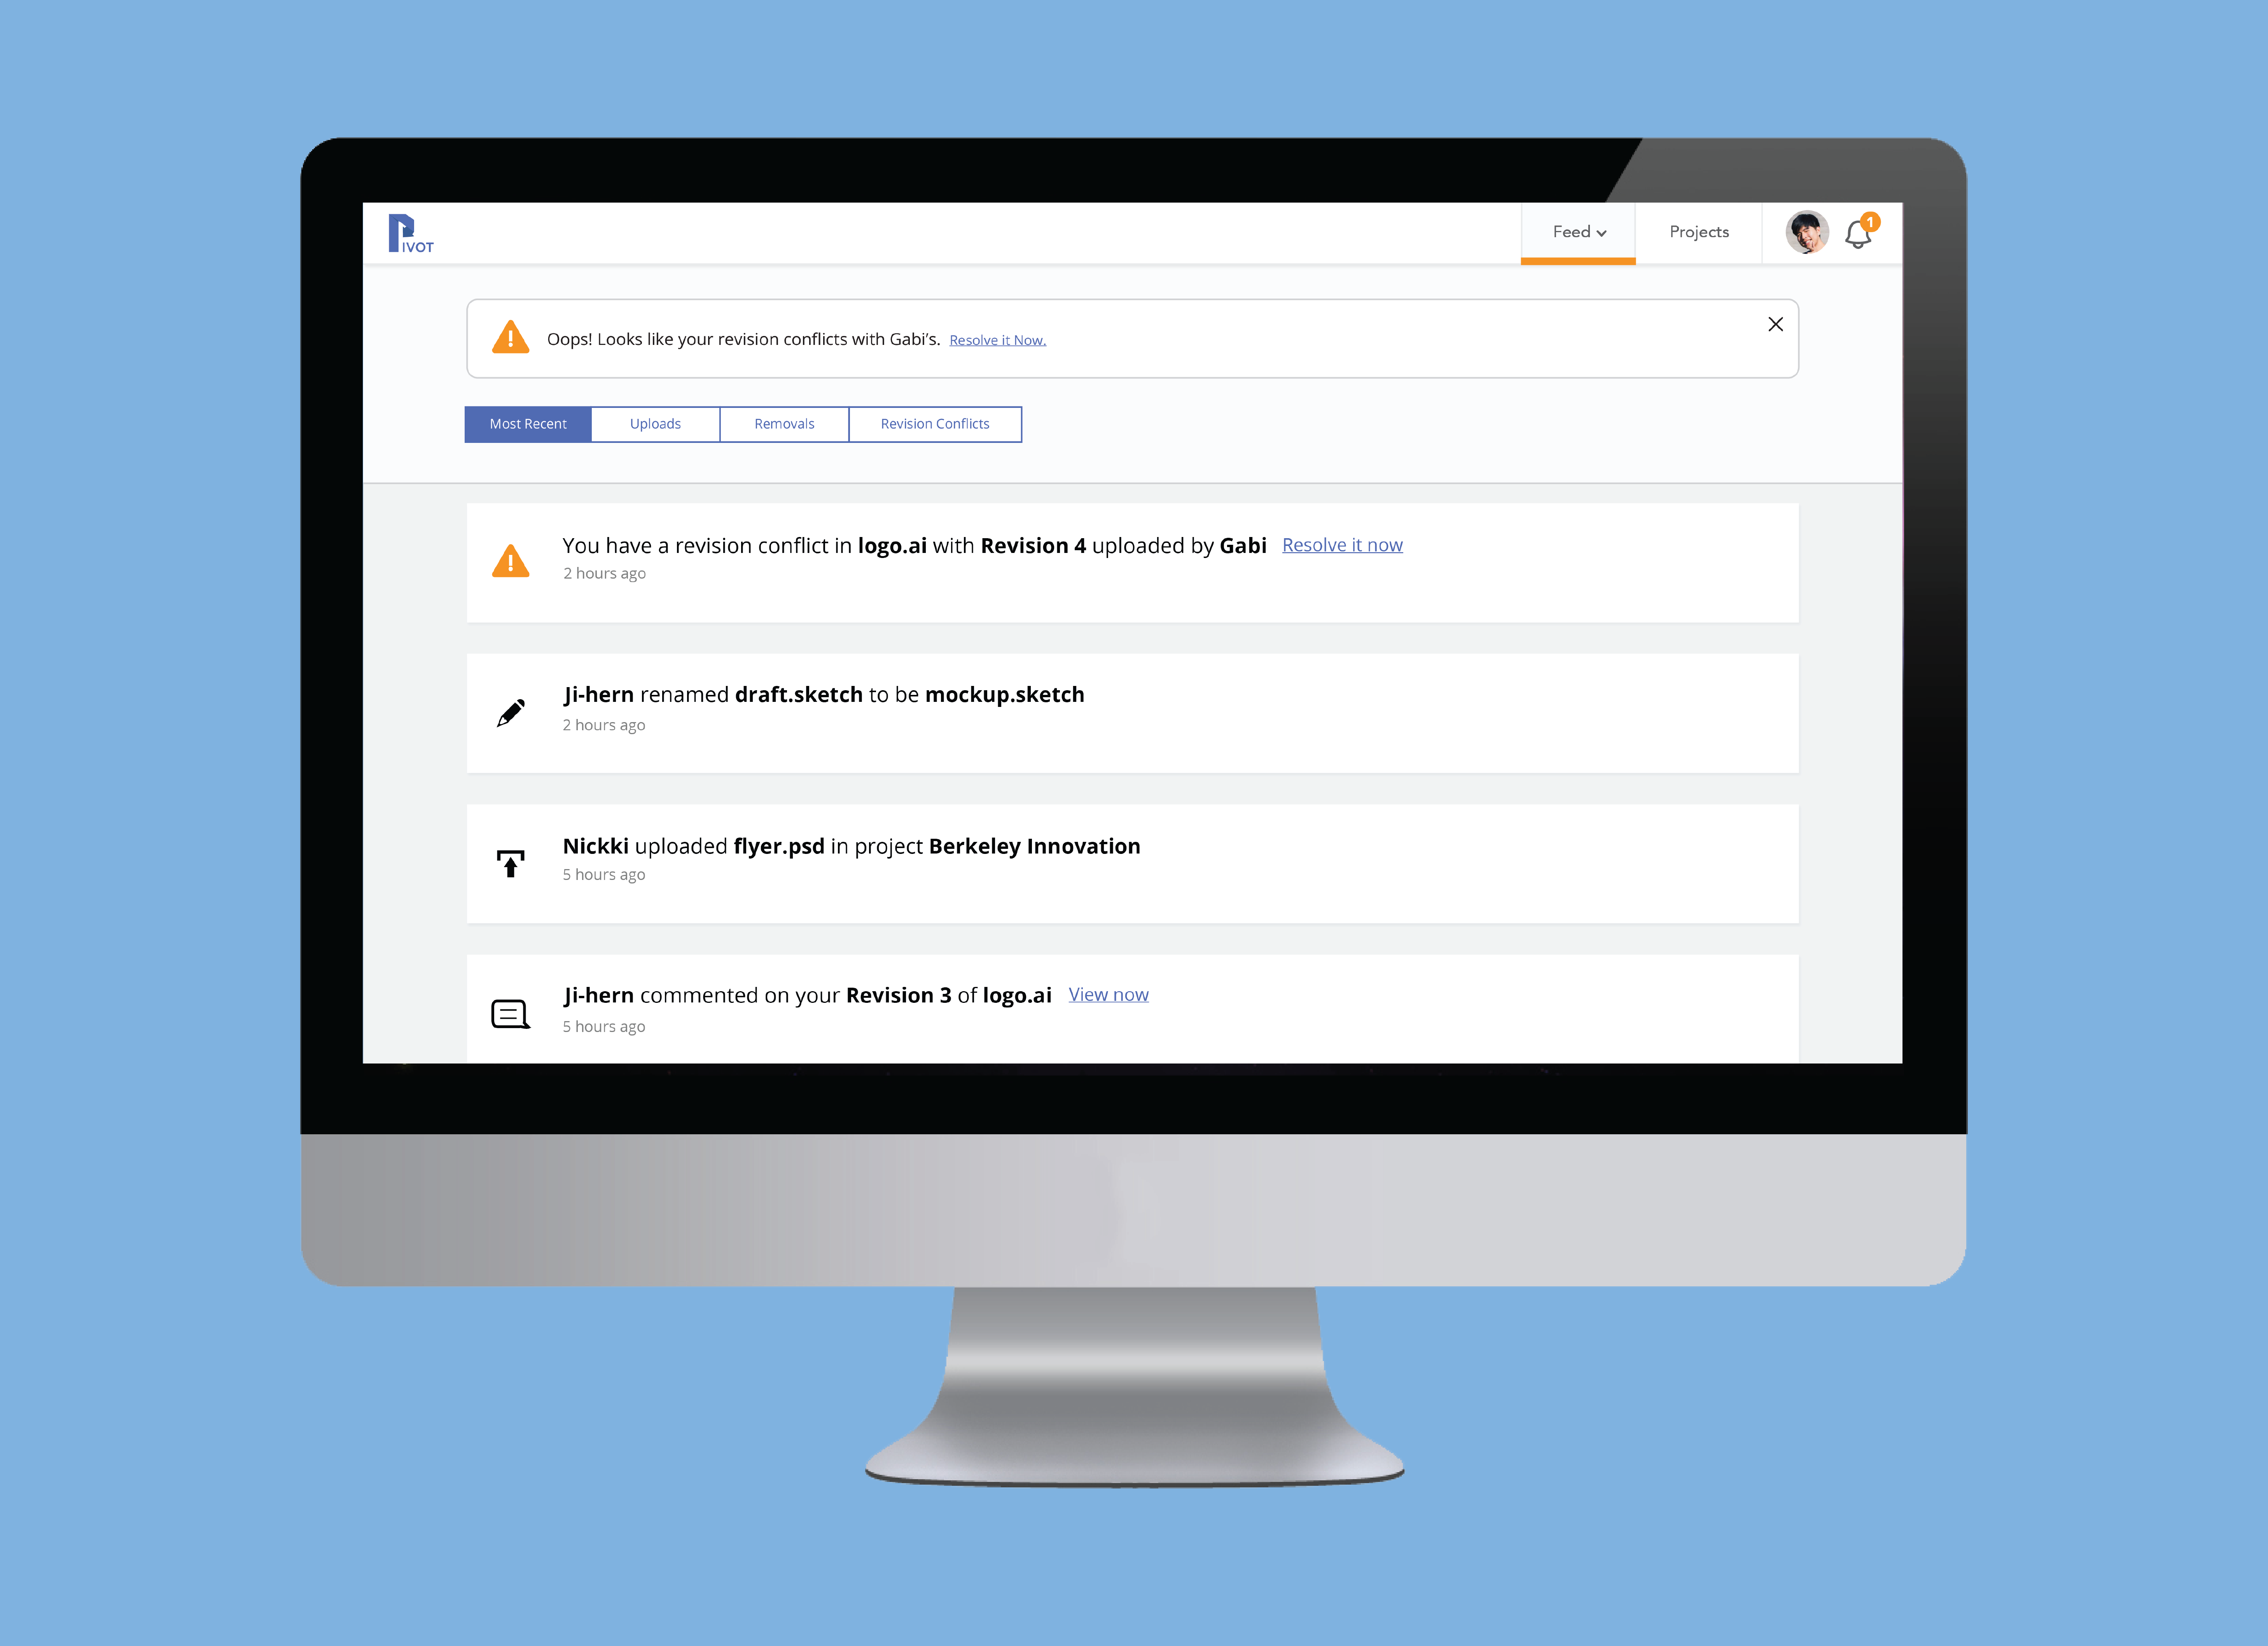 PIVOT
Feed
Projects
1
Oops! Looks like your revision conflicts with Gabi's. Resolve it Now.
Most Recent
Uploads
Removals
Revision Conflicts
You have a revision conflict in logo.ai with Revision 4 uploaded by Gabi Resolve it now
2 hours ago
Ji-hern renamed draft.sketch to be mockup.sketch
2 hours ago
Nickki uploaded flyer.psd in project Berkeley Innovation
5 hours ago
Ji-hern commented on your Revision 3 of logo.ai View now
5 hours ago